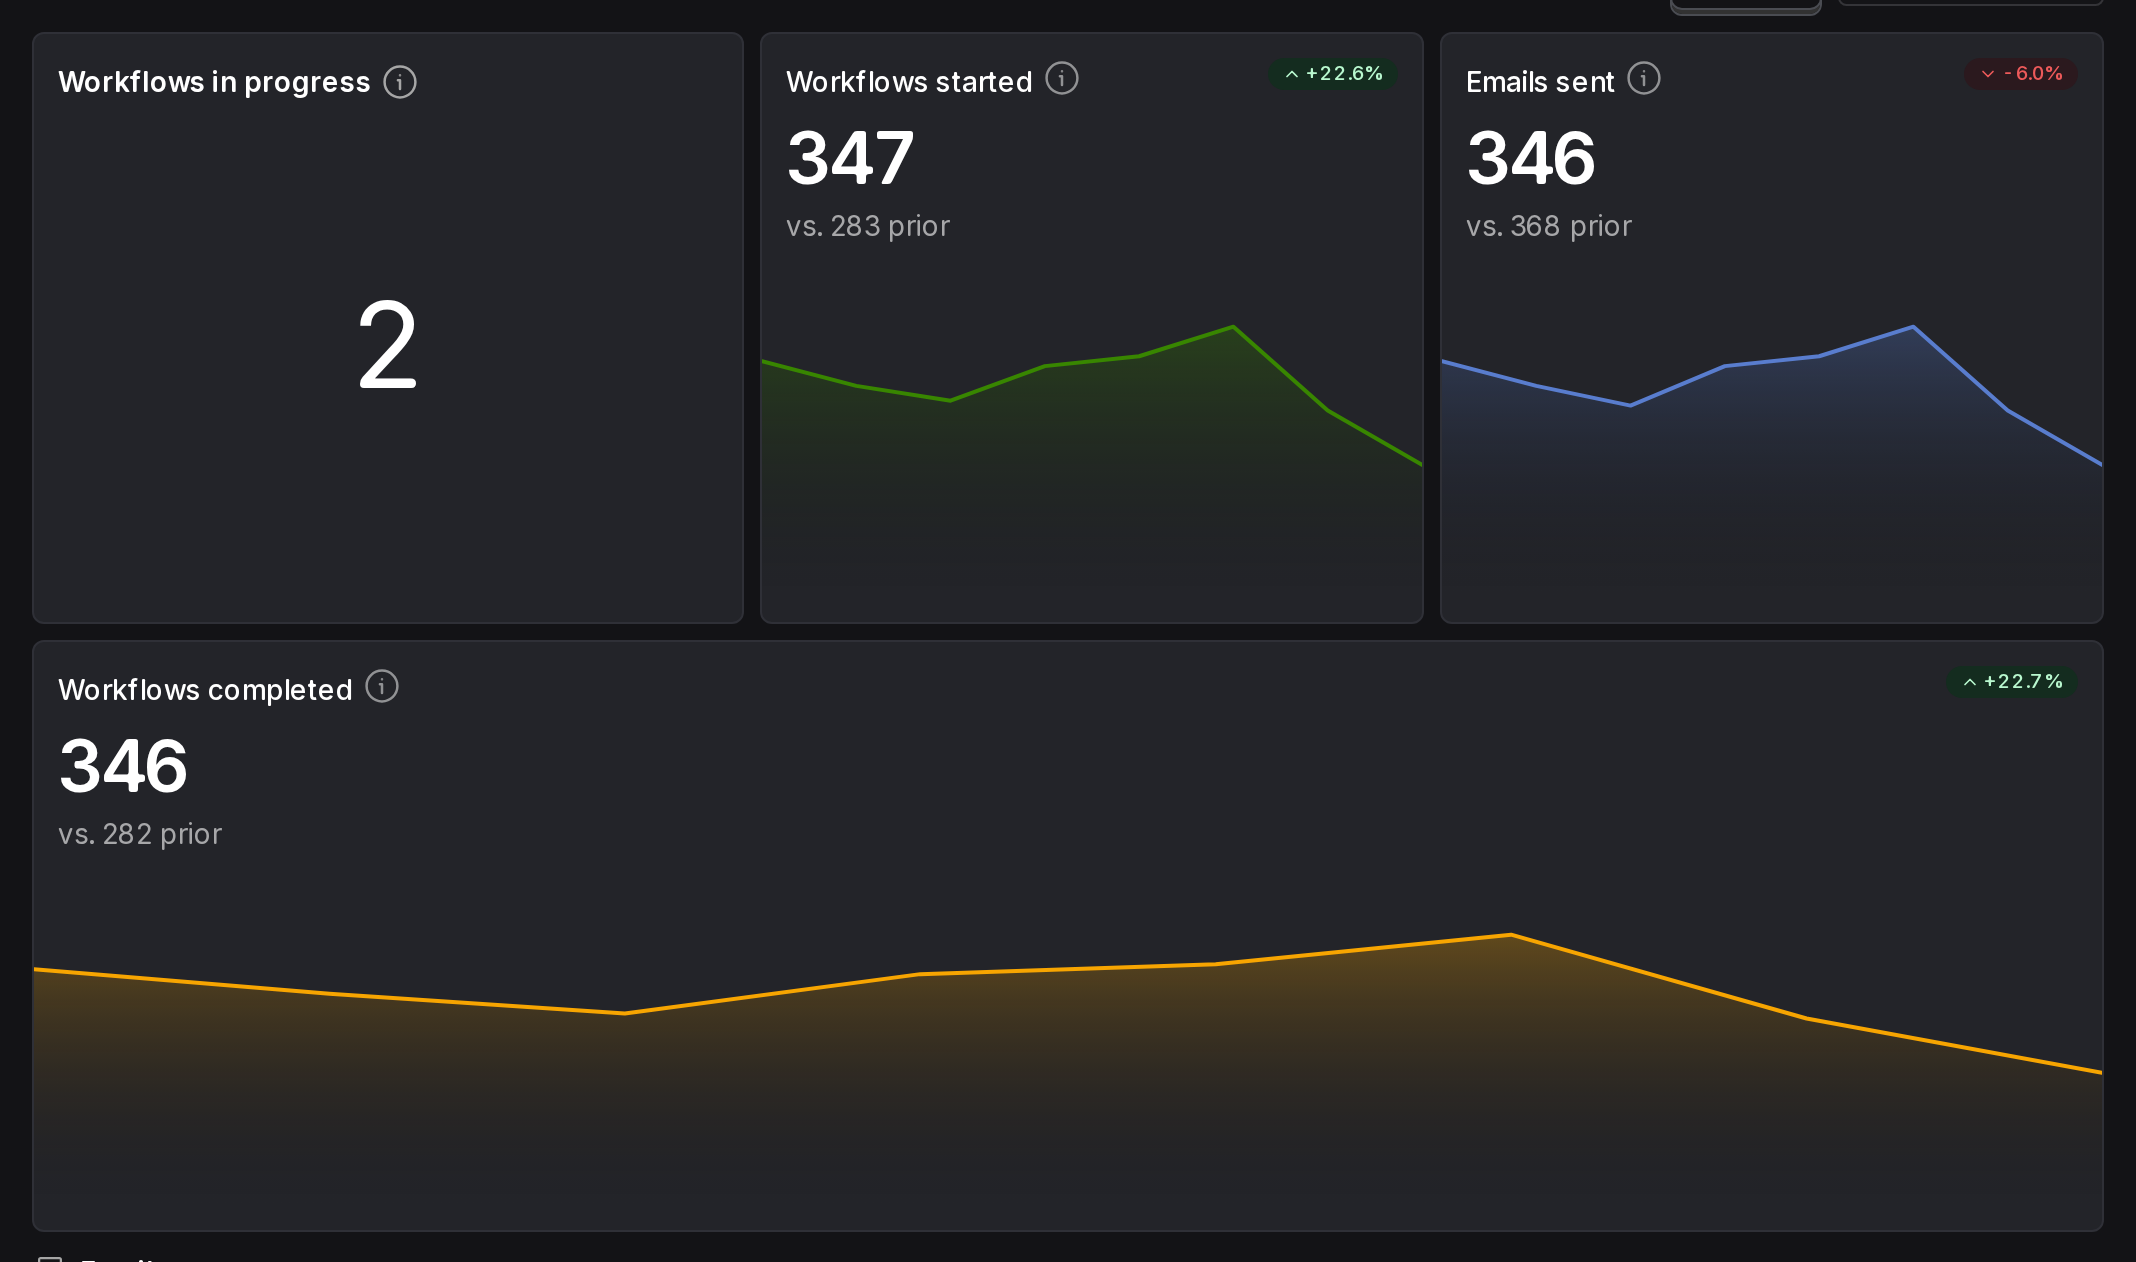 Workflows in progress
2
Workflows started
+22.6%
347
vs. 283 prior
Emails sent
-6.0%
346
vs. 368 prior
Workflows completed
+22.7%
346
vs. 282 prior